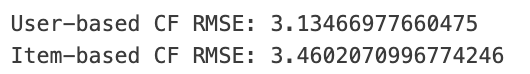 User-based CF RMSE: 3.13466977660475
Item-based CF RMSE: 3.4602070996774246